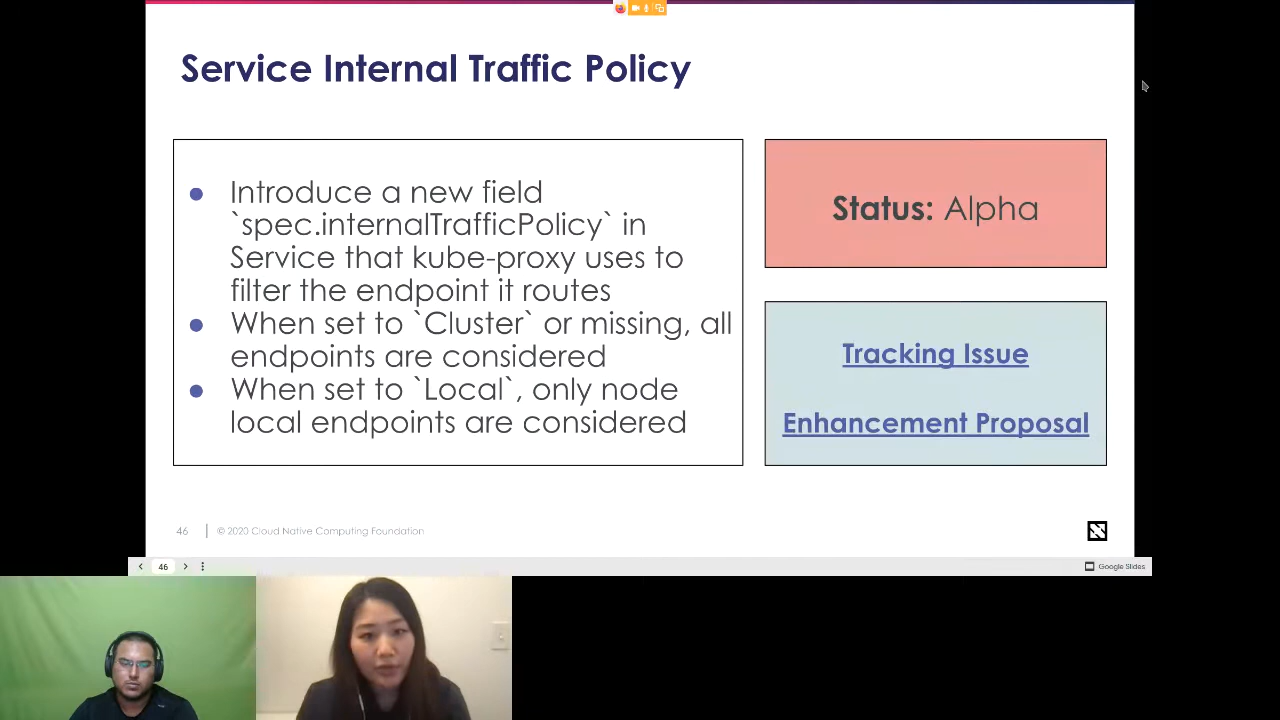 Service Internal Traffic Policy
Introduce a new field
`spec.internalTrafficPolicy` in
Service that kube-proxy uses to
filter the endpoint it routes
When set to `Cluster` or missing, all
endpoints are considered
When set to `Local`, only node
local endpoints are considered
Status: Alpha
Tracking Issue
Enhancement Proposal
46
© 2020 Cloud Native Computing Foundation
46
Google Slides